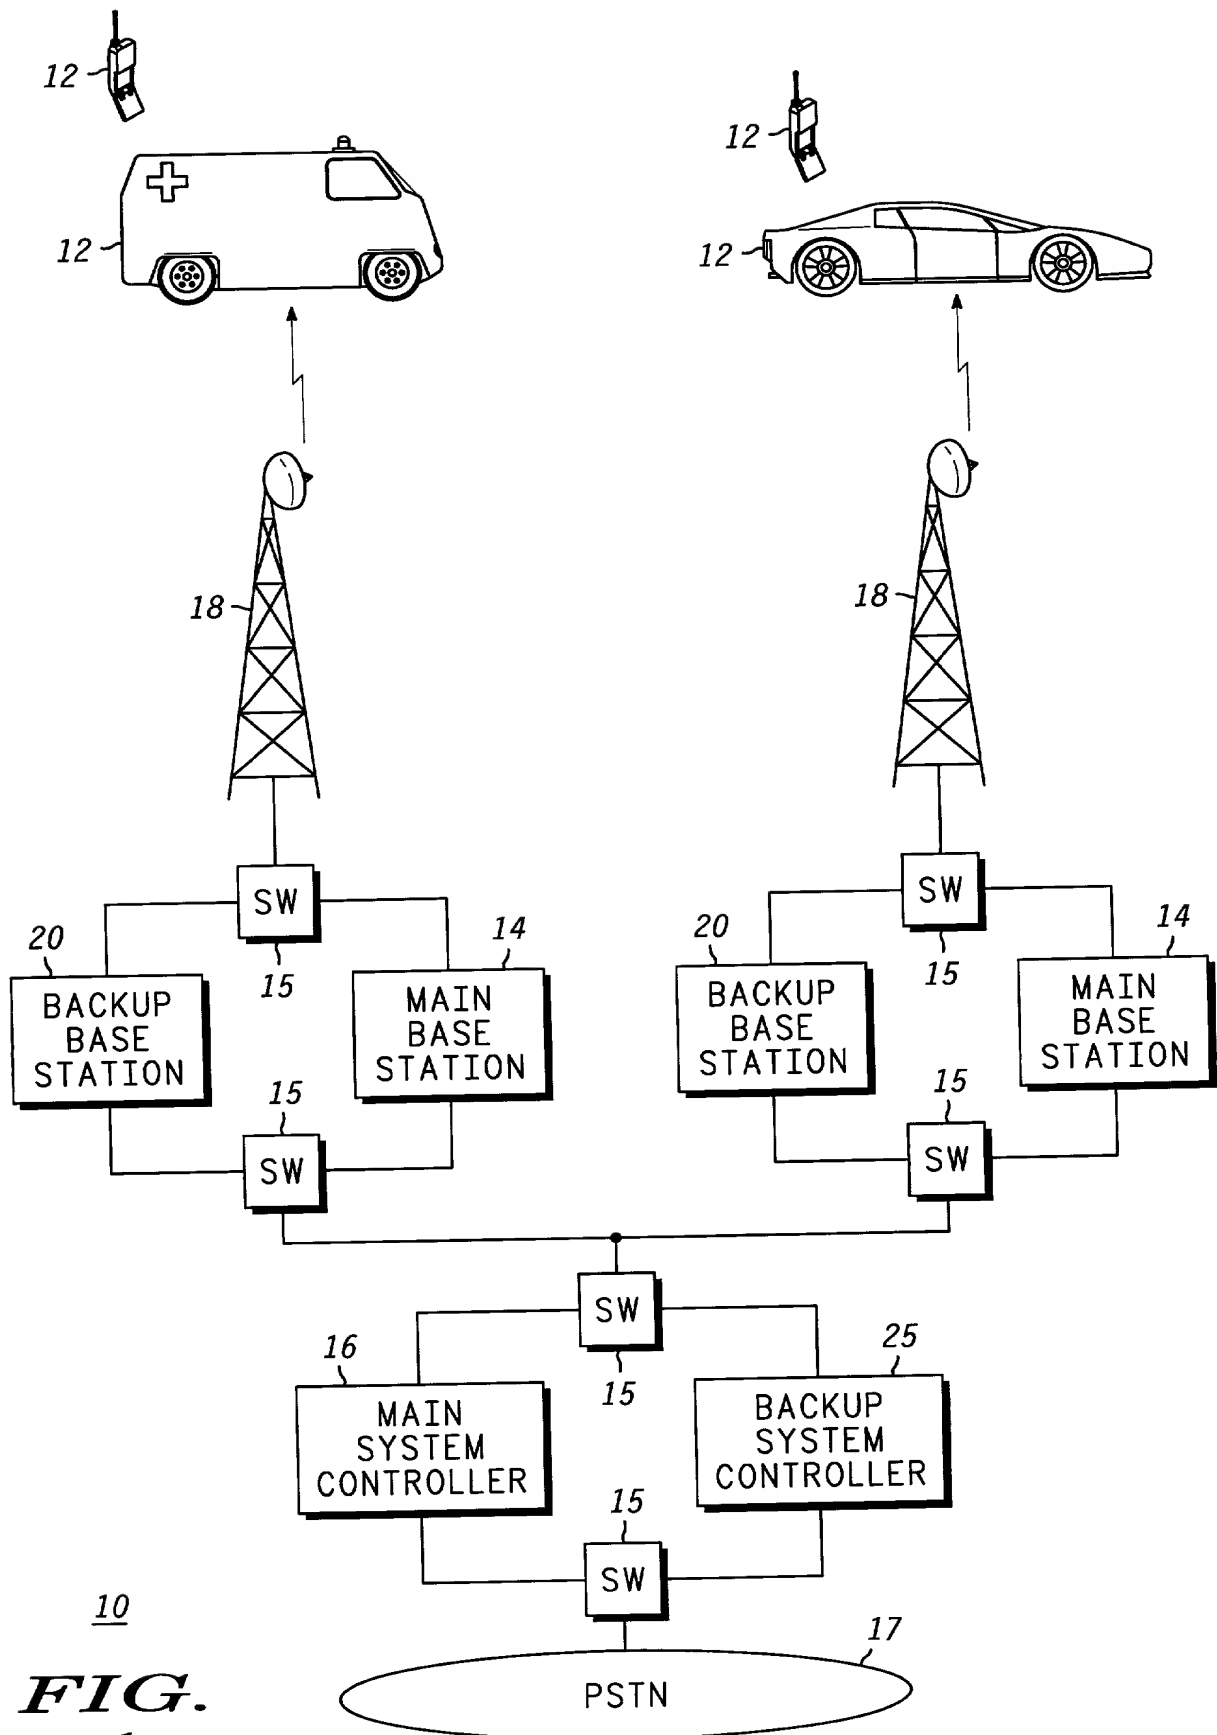 12
12
12
12
18
18
SW
SW
15
15
20
14
20
14
BACKUP
BASE
STATION
MAIN
BASE
STATION
BACKUP
BASE
STATION
MAIN
BASE
STATION
15
15
SW
SW
SW
15
16
25
MAIN
SYSTEM
CONTROLLER
BACKUP
SYSTEM
CONTROLLER
15
SW
10
17
PSTN
FIG.